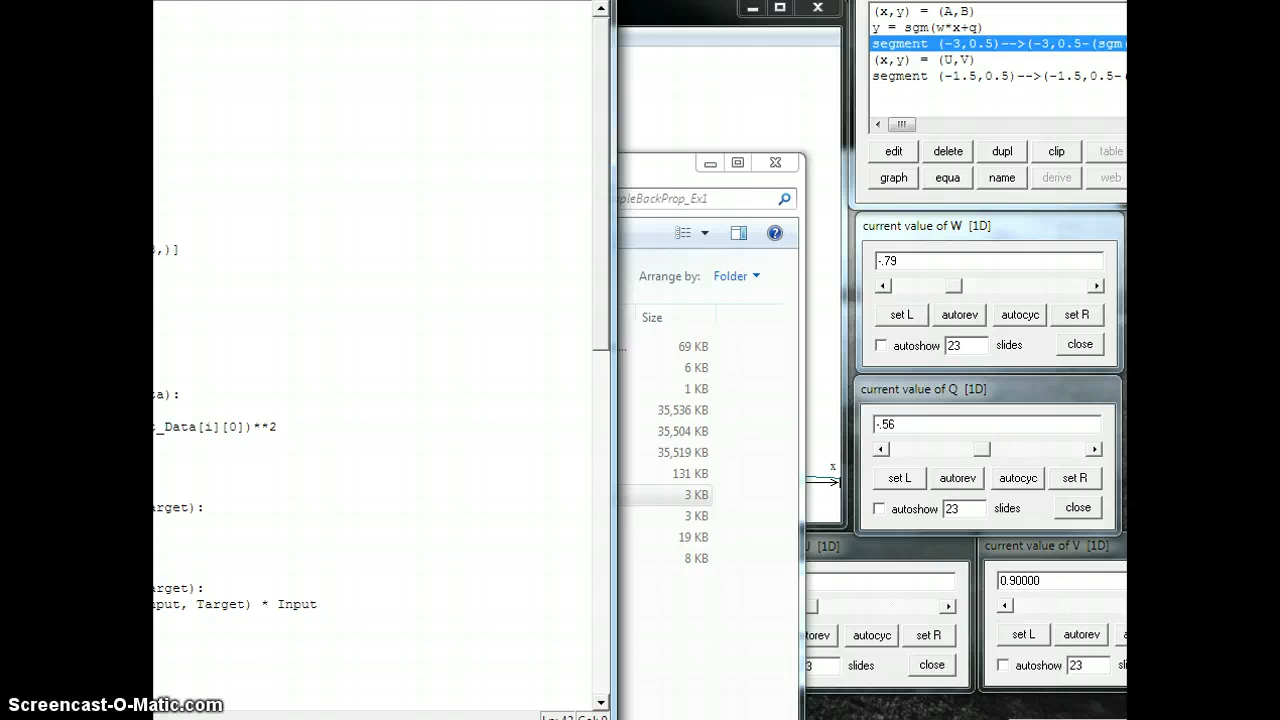 ,)]
a):
t_Data[i][0])**2
arget):
arget):
nput, Target) * Input
pleBackProp_Ex1
Arrange by: Folder
Size
...
69 KB
6 KB
1 KB
35,536 KB
35,504 KB
35,519 KB
131 KB
3 KB
3 KB
19 KB
8 KB
x
(x,y) = (A,B)
y = sgm(w*x+q)
segment (-3,0.5)-->(-3,0.5-(sgm(
(x,y) = (U,V)
segment (-1.5,0.5)-->(-1.5,0.5-(
edit delete dupl clip table
graph equa name derive web
current value of W [1D]
-.79
set L autorev autocyc set R
autoshow 23 slides close
current value of Q [1D]
-.56
set L autorev autocyc set R
autoshow 23 slides close
[1D]
orev autocyc set R
3 slides close
current value of V [1D]
0.90000
set L autorev
autoshow 23 sli
Screencast-O-Matic.com